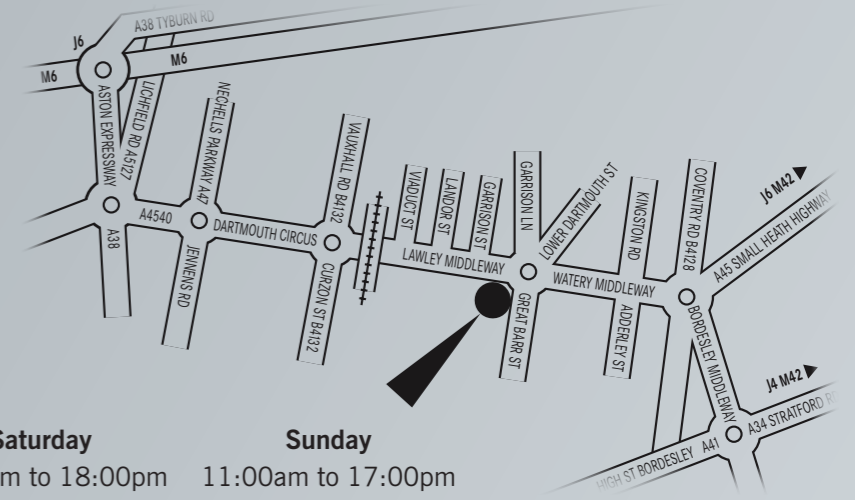 A38 TYBURN RD
J6
M6
M6
ASTON EXPRESSWAY
LICHFIELD RD A5127
NECHELLS PARKWAY A47
VAUXHALL RD B4132
VIADUCT ST
LANDOR ST
GARRISON ST
GARRISON LN
LOWER DARTMOUTH ST
KINGSTON RD
COVENTRY RD B4128
J6 M42
A45 SMALL HEATH HIGHWAY
A4540
DARTMOUTH CIRCUS
LAWLEY MIDDLEWAY
WATERY MIDDLEWAY
A38
JENNENS RD
CURZON ST B4132
GREAT BARR ST
ADDERLEY ST
BORDESLEY MIDDLEWAY
J4 M42
A34 STRATFORD R
HIGH ST BORDESLEY
A41
Saturday
Sunday
m to 18:00pm
11:00am to 17:00pm